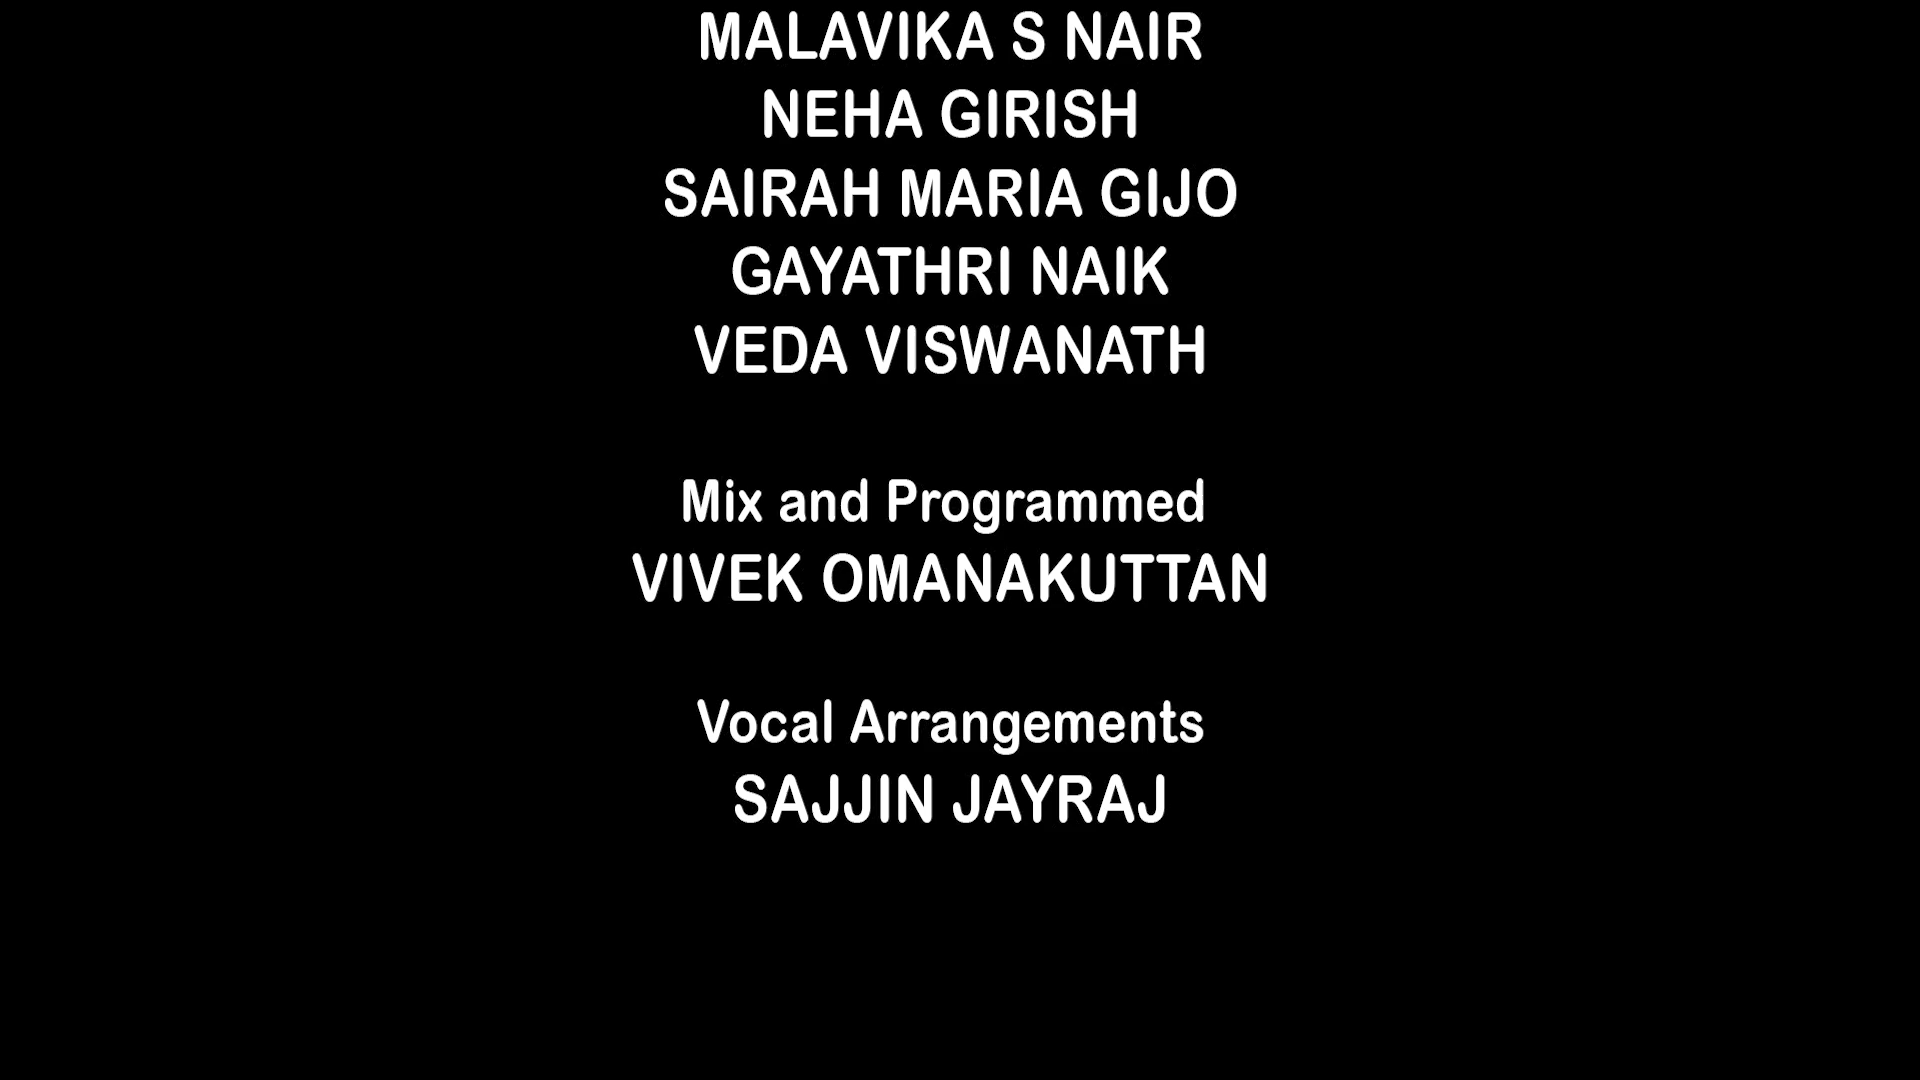 MALAVIKA S NAIR
NEHA GIRISH
SAIRAH MARIA GIJO
GAYATHRI NAIK
VEDA VISWANATH
Mix and Programmed
VIVEK OMANAKUTTAN
Vocal Arrangements
SAJJIN JAYRAJ